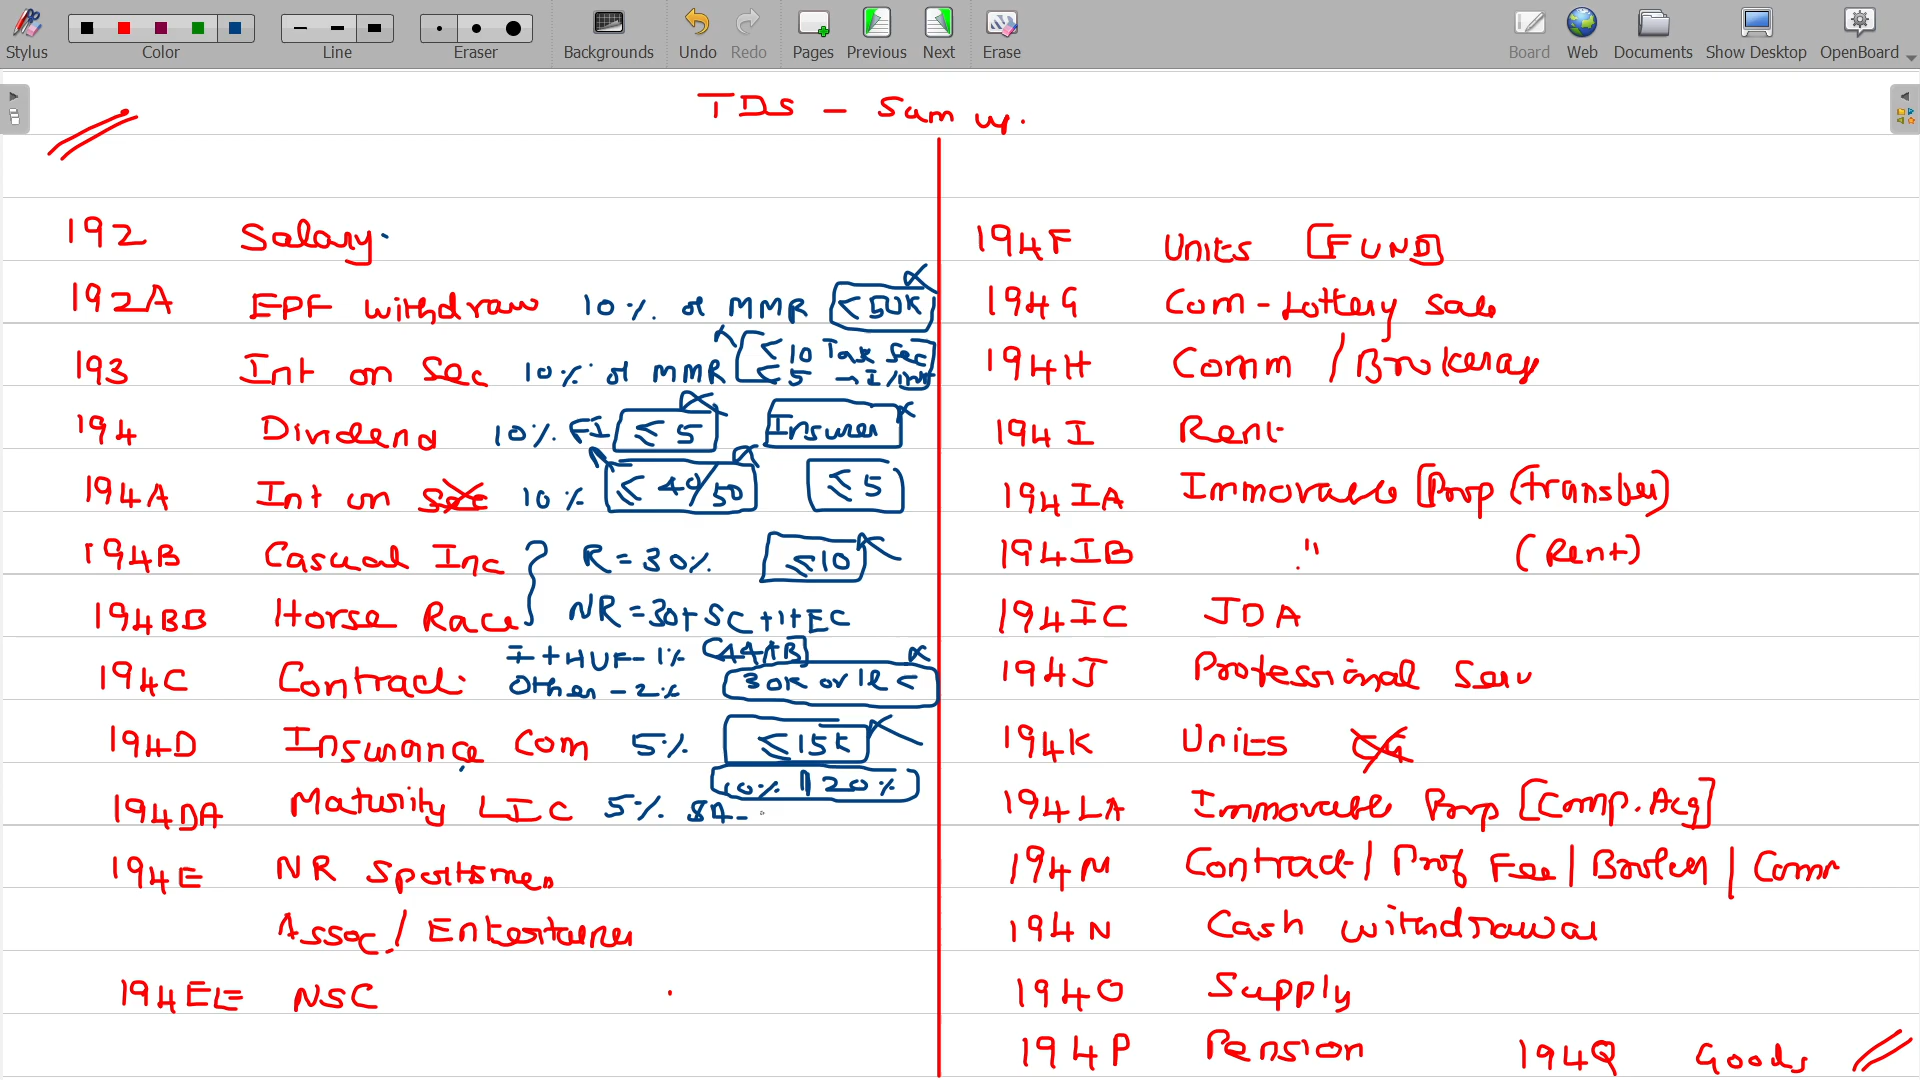 Stylus Color Line Eraser Backgrounds Undo Redo Pages Previous Next Erase Board Web Documents Show Desktop OpenBoard
TDS - Sum up.
192 Salary.
192A EPF withdraw 10% of MMR < 50K
193 Int on Sec 10% of MMR < 10 Tax Sec
< 5 → I/
194 Dividend 10% FI ≤ 5 Insurer
194A Int on Sec 10% ≤ 40/50 ≤ 5
194B Casual Inc R = 30% ≤ 10
194BB Horse Race NR = 30 + SC + HEC
I + HUF - 1% (44AB]
194C Contract Other - 2% 30K or 1L <
194D Insurance Com 5% ≤ 15K
10% || 20%
194DA Maturity LIC 5% SA -
194E NR Sportsmen
Assoc. / Entertainer
194EE NSC
194F Units [FUND]
194G Com - Lottery Sale
194H Comm / Brokerag
194I Rent
194IA Immovable [Prop (transfer)
194IB " (Rent)
194IC JDA
194J Professional Serv
194K Units CG
194LA Immovable Prop [Comp. Acq]
194M Contract / Prof Fee / Broker / Comm
194N Cash withdrawal
194O Supply
194P Pension 194Q Goods